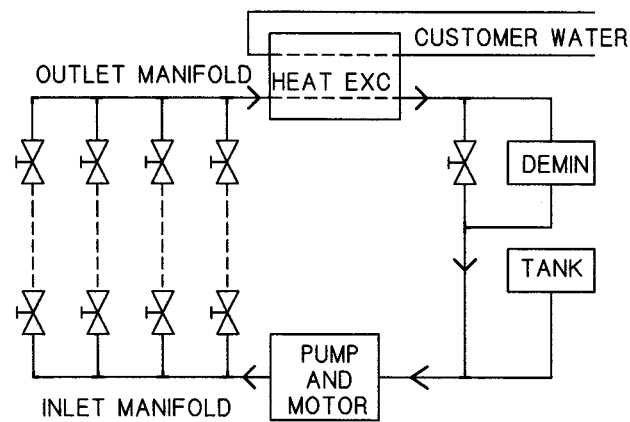 CUSTOMER WATER
OUTLET MANIFOLD
HEAT EXC
DEMIN
TANK
PUMP
AND
MOTOR
INLET MANIFOLD